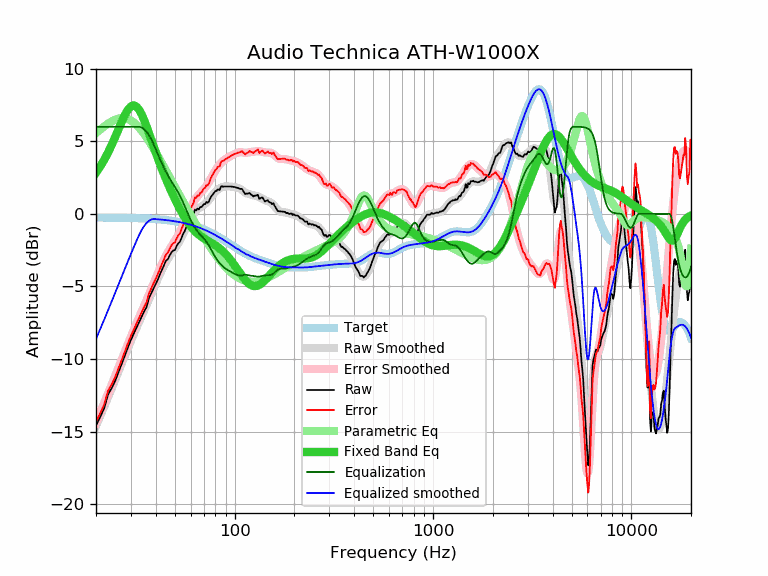 Audio Technica ATH-W1000X
10
5
0
−5
−10
−15
−20
Amplitude (dBr)
Target
Raw Smoothed
Error Smoothed
Raw
Error
Parametric Eq
Fixed Band Eq
Equalization
Equalized smoothed
100
1000
10000
Frequency (Hz)